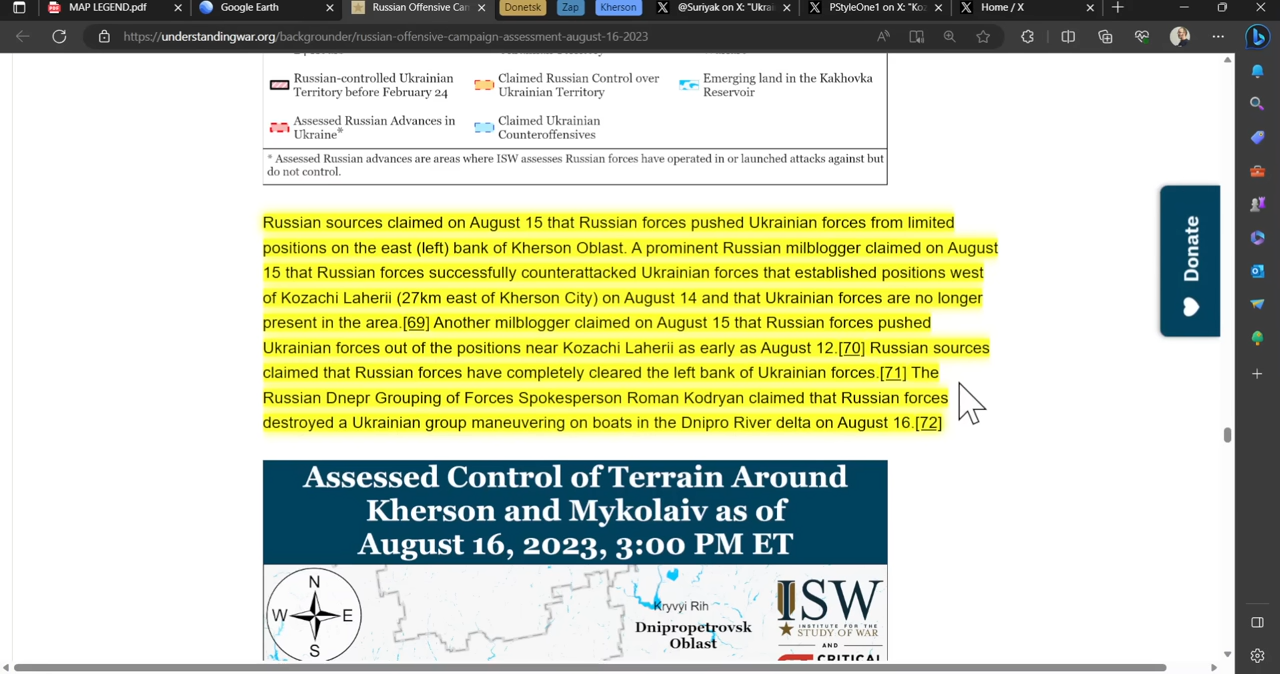 MAP LEGEND.pdf
Google Earth
Russian Offensive Can
Donetsk
Zap
Kherson
@Suriyak on X: "Ukrai
PStyleOne1 on X: "Koz
Home / X
https://understandingwar.org/backgrounder/russian-offensive-campaign-assessment-august-16-2023
Russian-controlled Ukrainian
Territory before February 24
Claimed Russian Control over
Ukrainian Territory
Emerging land in the Kakhovka
Reservoir
Assessed Russian Advances in
Ukraine*
Claimed Ukrainian
Counteroffensives
* Assessed Russian advances are areas where ISW assesses Russian forces have operated in or launched attacks against but
do not control.
Russian sources claimed on August 15 that Russian forces pushed Ukrainian forces from limited
positions on the east (left) bank of Kherson Oblast. A prominent Russian milblogger claimed on August
15 that Russian forces successfully counterattacked Ukrainian forces that established positions west
of Kozachi Laherii (27km east of Kherson City) on August 14 and that Ukrainian forces are no longer
present in the area.[69] Another milblogger claimed on August 15 that Russian forces pushed
Ukrainian forces out of the positions near Kozachi Laherii as early as August 12.[70] Russian sources
claimed that Russian forces have completely cleared the left bank of Ukrainian forces.[71] The
Russian Dnepr Grouping of Forces Spokesperson Roman Kodryan claimed that Russian forces
destroyed a Ukrainian group maneuvering on boats in the Dnipro River delta on August 16.[72]
Donate
Assessed Control of Terrain Around
Kherson and Mykolaiv as of
August 16, 2023, 3:00 PM ET
N
W
E
S
Kryvyi Rih
Dnipropetrovsk
Oblast
ISW
INSTITUTE FOR THE
STUDY OF WAR
AND
CRITICAL